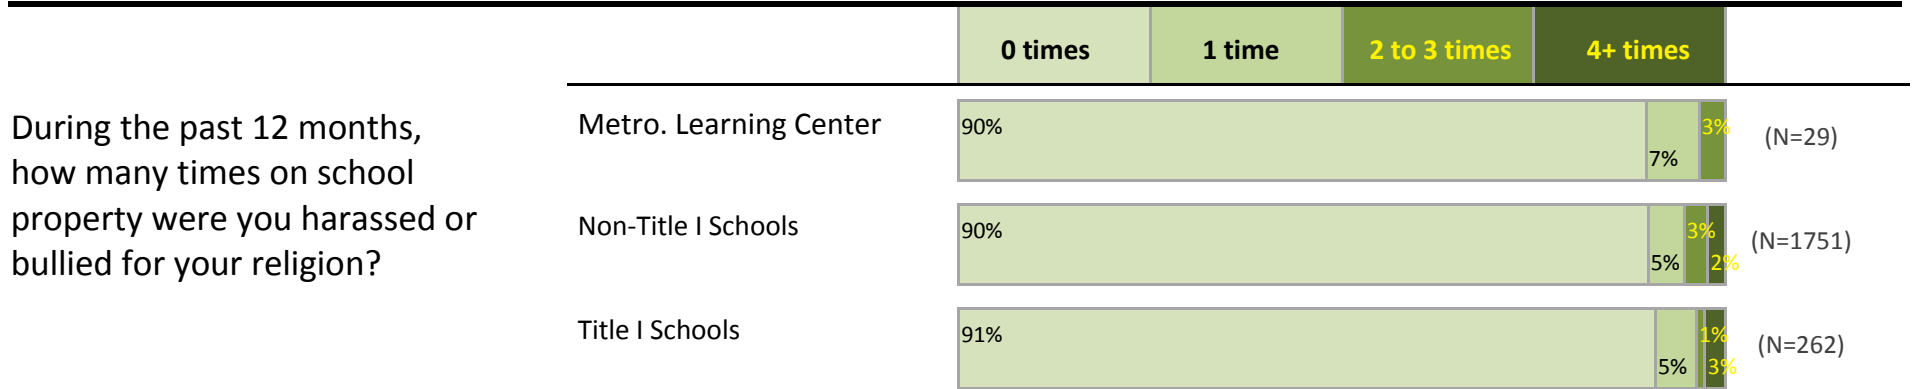 0 times 1 time 2 to 3 times 4+ times
During the past 12 months,
how many times on school
property were you harassed or
bullied for your religion?
Metro. Learning Center 90% 7% 3% (N=29)
Non-Title I Schools 90% 5% 3% 2% (N=1751)
Title I Schools 91% 5% 1% 3% (N=262)